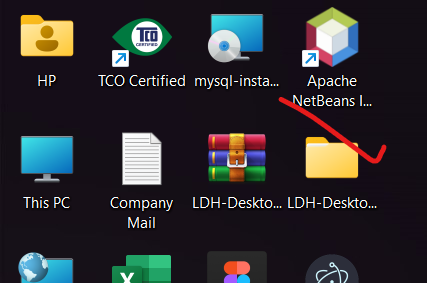 HP
TCO Certified
mysql-insta...
Apache
NetBeans I...
TCO
CERTIFIED
This PC
Company
Mail
LDH-Deskto...
LDH-Deskto...
X